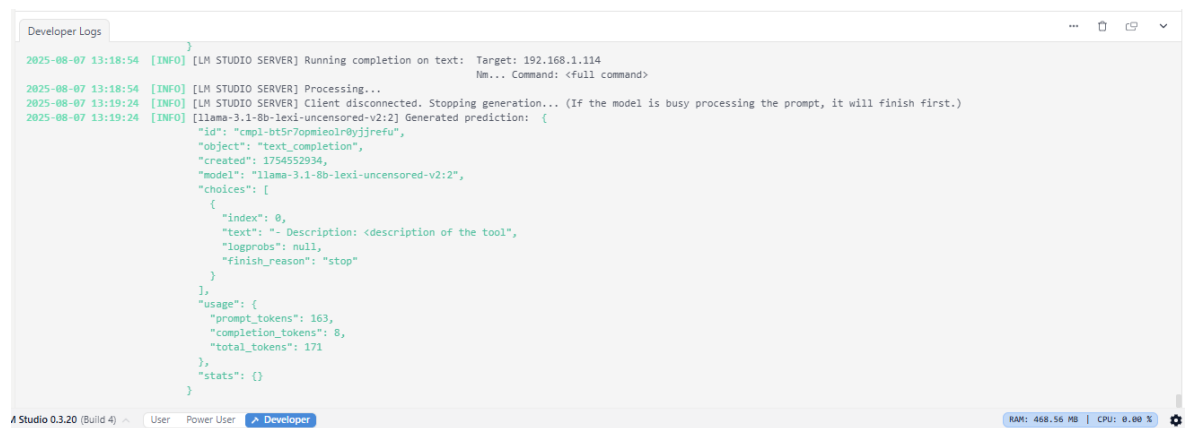 Developer Logs
}
2025-08-07 13:18:54 [INFO] [LM STUDIO SERVER] Running completion on text: Target: 192.168.1.114
Nm... Command: <full command>
2025-08-07 13:18:54 [INFO] [LM STUDIO SERVER] Processing...
2025-08-07 13:19:24 [INFO] [LM STUDIO SERVER] Client disconnected. Stopping generation... (If the model is busy processing the prompt, it will finish first.)
2025-08-07 13:19:24 [INFO] [llama-3.1-8b-lexi-uncensored-v2:2] Generated prediction: {
"id": "cmpl-bt5r7opmieolr0yjjrefu",
"object": "text_completion",
"created": 1754552934,
"model": "llama-3.1-8b-lexi-uncensored-v2:2",
"choices": [
{
"index": 0,
"text": "- Description: <description of the tool",
"logprobs": null,
"finish_reason": "stop"
}
],
"usage": {
"prompt_tokens": 163,
"completion_tokens": 8,
"total_tokens": 171
},
"stats": {}
}
M Studio 0.3.20 (Build 4) User Power User Developer RAM: 468.56 MB | CPU: 0.00 %